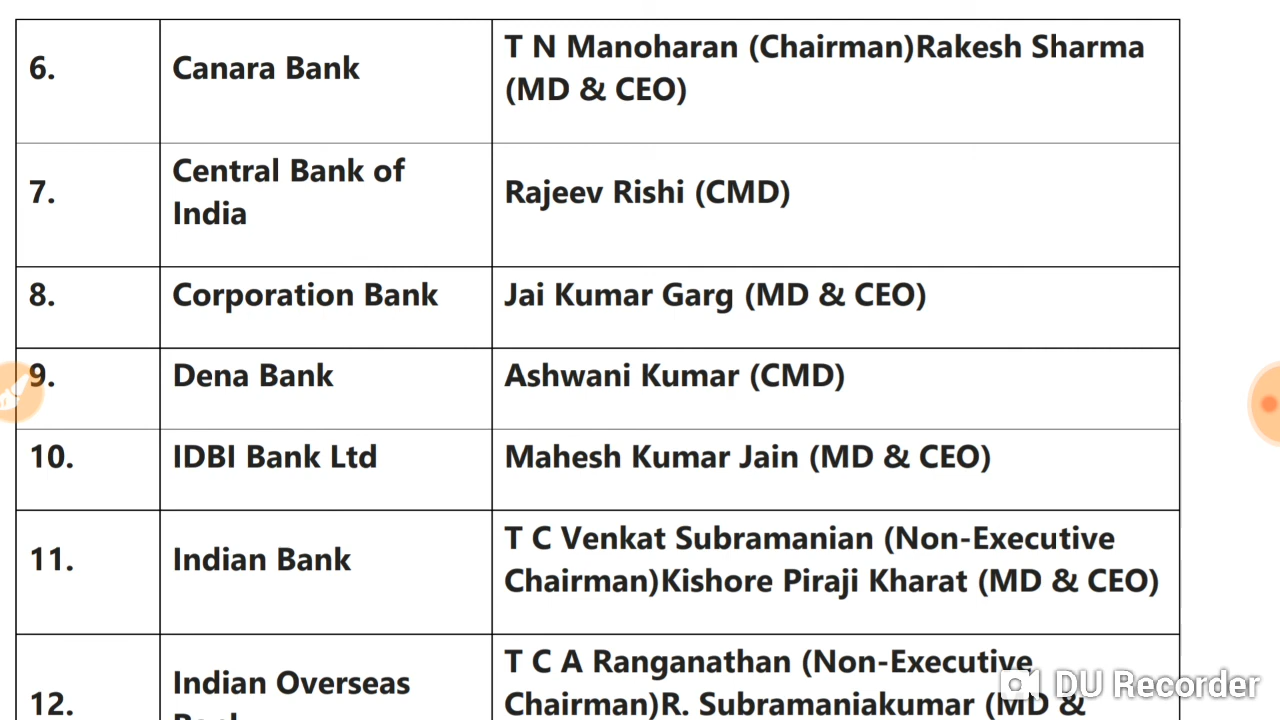 6.
Canara Bank
T N Manoharan (Chairman)Rakesh Sharma
(MD & CEO)
7.
Central Bank of
India
Rajeev Rishi (CMD)
8.
Corporation Bank
Jai Kumar Garg (MD & CEO)
9.
Dena Bank
Ashwani Kumar (CMD)
10.
IDBI Bank Ltd
Mahesh Kumar Jain (MD & CEO)
11.
Indian Bank
T C Venkat Subramanian (Non-Executive
Chairman)Kishore Piraji Kharat (MD & CEO)
12.
Indian Overseas
T C A Ranganathan (Non-Executive
Chairman)R. Subramaniakumar (MD &
DU Recorder